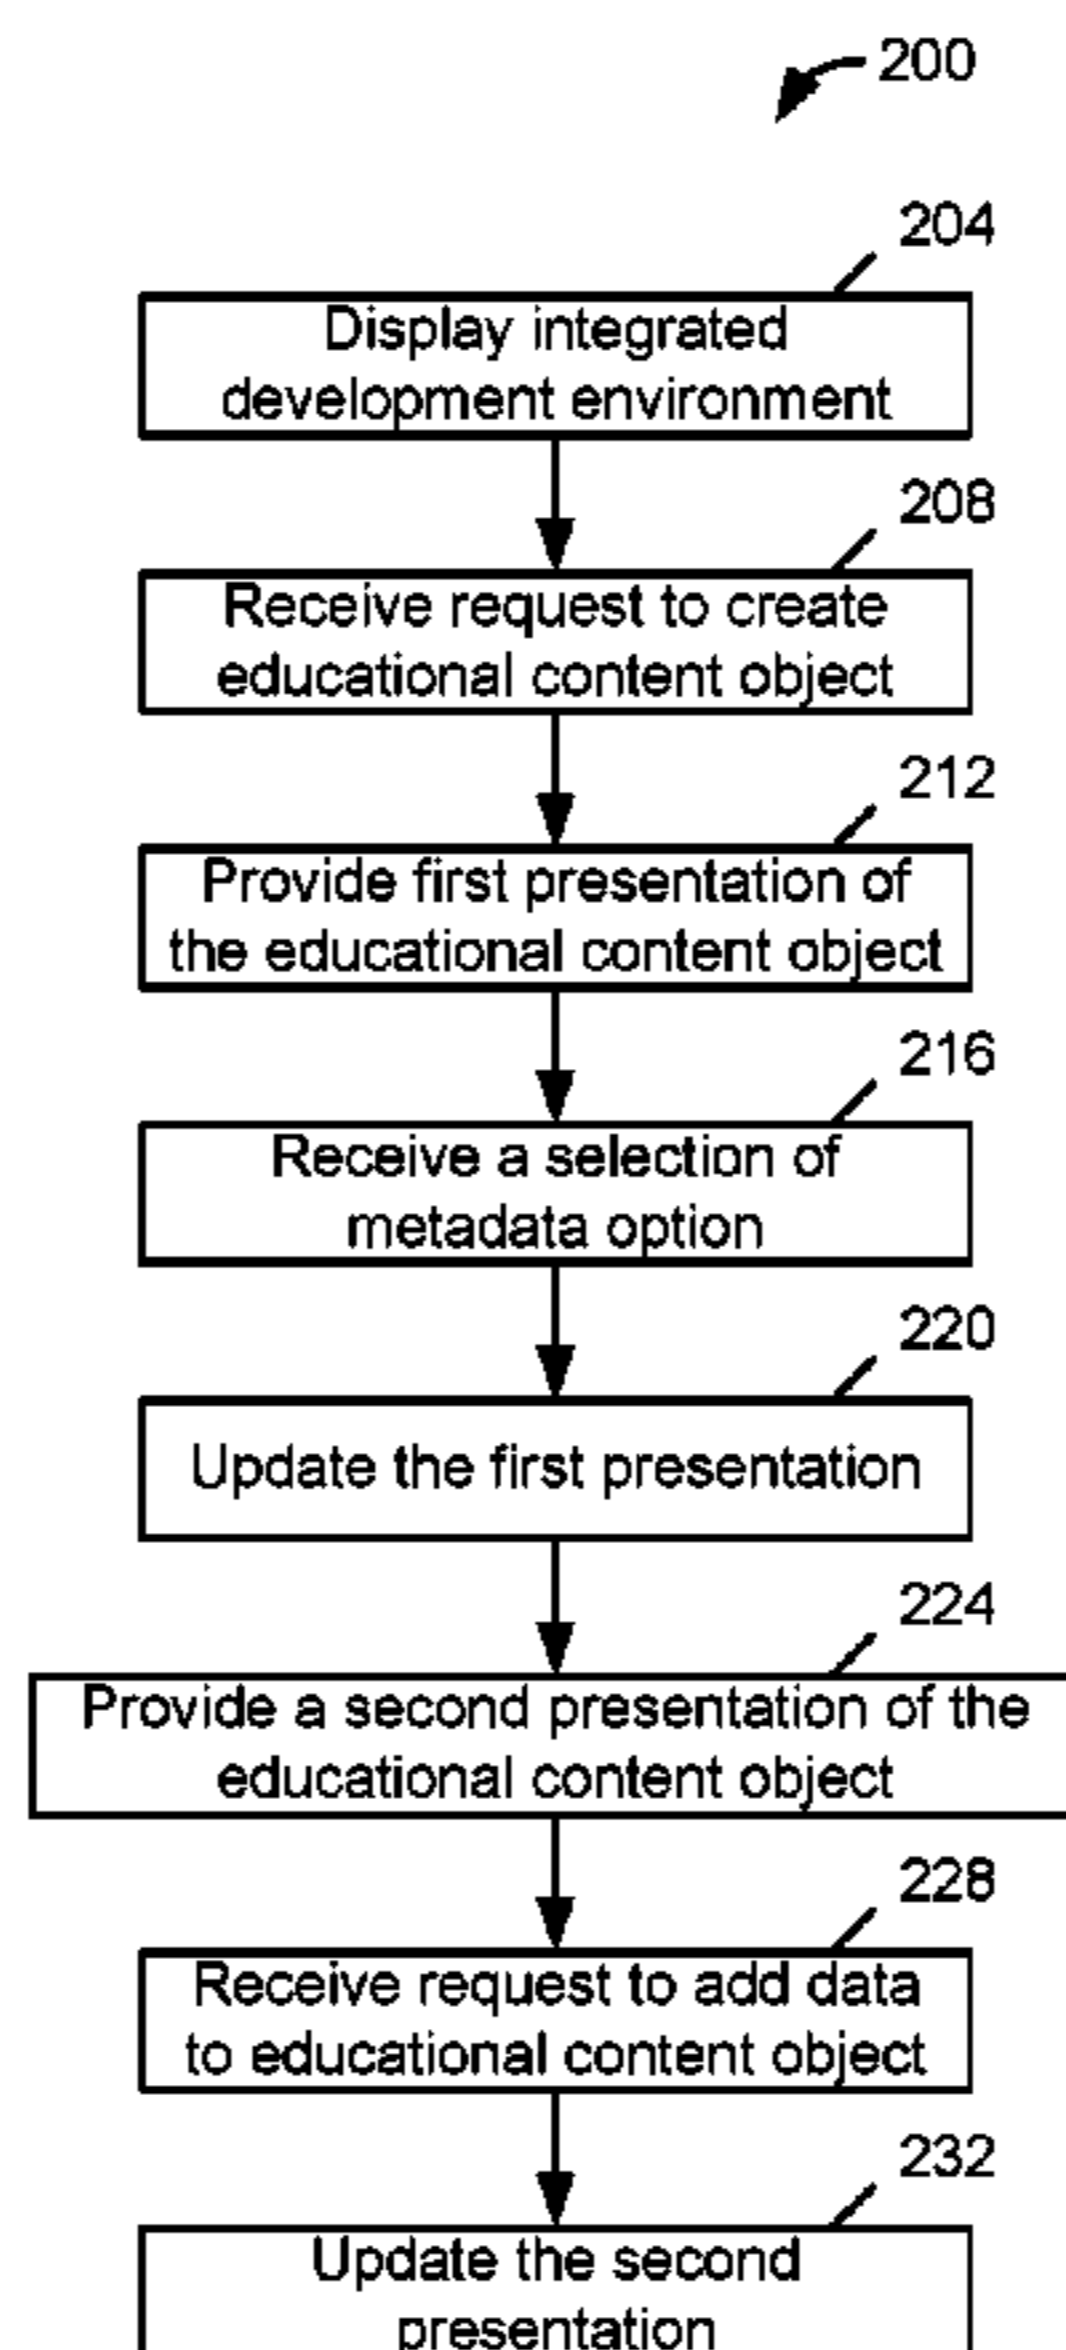 200
204
Display integrated
development environment
208
Receive request to create
educational content object
212
Provide first presentation of
the educational content object
216
Receive a selection of
metadata option
220
Update the first presentation
224
Provide a second presentation of the
educational content object
228
Receive request to add data
to educational content object
232
Update the second
presentation